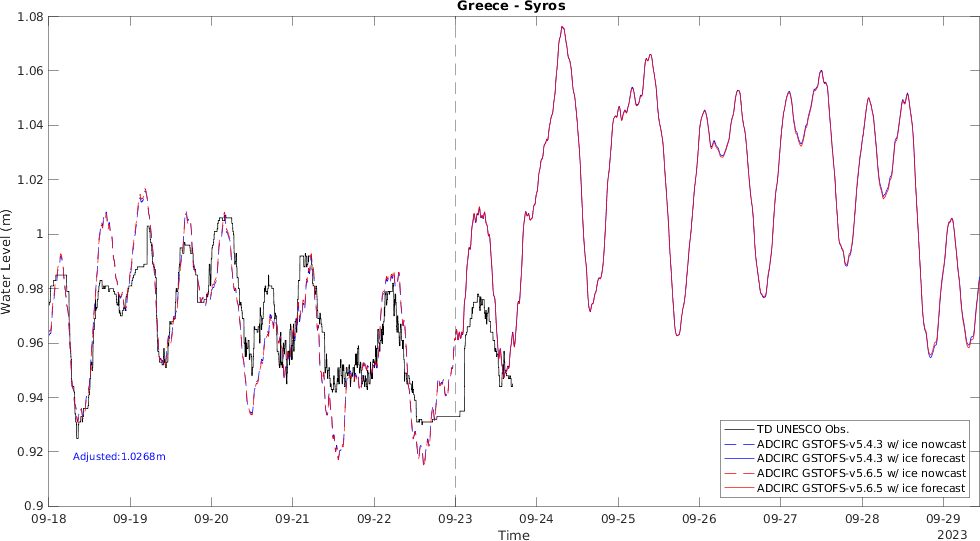 Greece - Syros
1.08
1.06
1.04
1.02
1
0.98
0.96
0.94
0.92
0.9
Water Level (m)
Adjusted:1.0268m
TD UNESCO Obs.
ADCIRC GSTOFS-v5.4.3 w/ ice nowcast
ADCIRC GSTOFS-v5.4.3 w/ ice forecast
ADCIRC GSTOFS-v5.6.5 w/ ice nowcast
ADCIRC GSTOFS-v5.6.5 w/ ice forecast
09-18 09-19 09-20 09-21 09-22 09-23 09-24 09-25 09-26 09-27 09-28 09-29
Time
2023